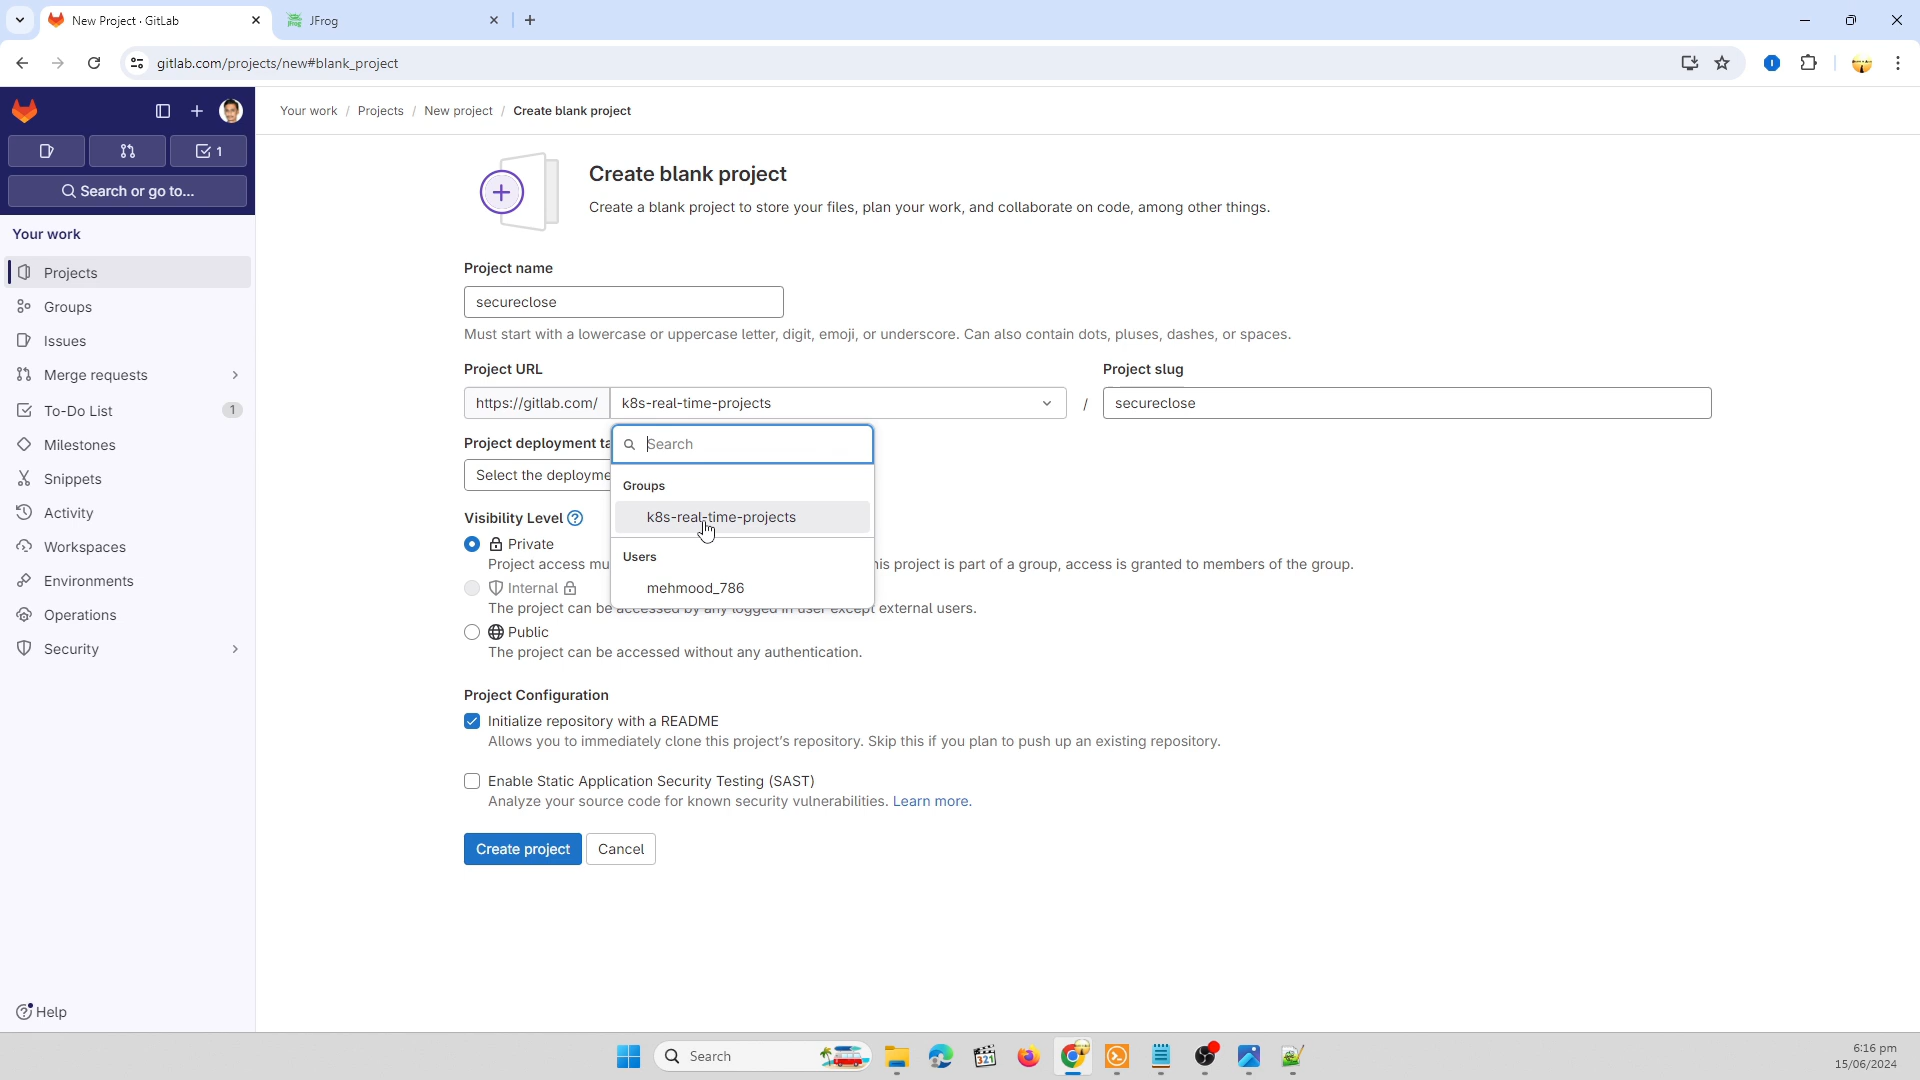 New Project · GitLab
JFrog
gitlab.com/projects/new#blank_project
1
Search or go to...
Your work
Projects
Groups
Issues
Merge requests
To-Do List 1
Milestones
Snippets
Activity
Workspaces
Environments
Operations
Security
Help
Your work / Projects / New project / Create blank project
Create blank project
Create a blank project to store your files, plan your work, and collaborate on code, among other things.
Project name
secureclose
Must start with a lowercase or uppercase letter, digit, emoji, or underscore. Can also contain dots, pluses, dashes, or spaces.
Project URL
Project slug
https://gitlab.com/ k8s-real-time-projects / secureclose
Project deployment ta
Search
Select the deployme
Groups
k8s-real-time-projects
Users
mehmood_786
Visibility Level
Private
Project access mu
is project is part of a group, access is granted to members of the group.
Internal
The project can be accessed by any logged in user except external users.
Public
The project can be accessed without any authentication.
Project Configuration
Initialize repository with a README
Allows you to immediately clone this project's repository. Skip this if you plan to push up an existing repository.
Enable Static Application Security Testing (SAST)
Analyze your source code for known security vulnerabilities. Learn more.
Create project
Cancel
Search
321
6:16 pm
15/06/2024